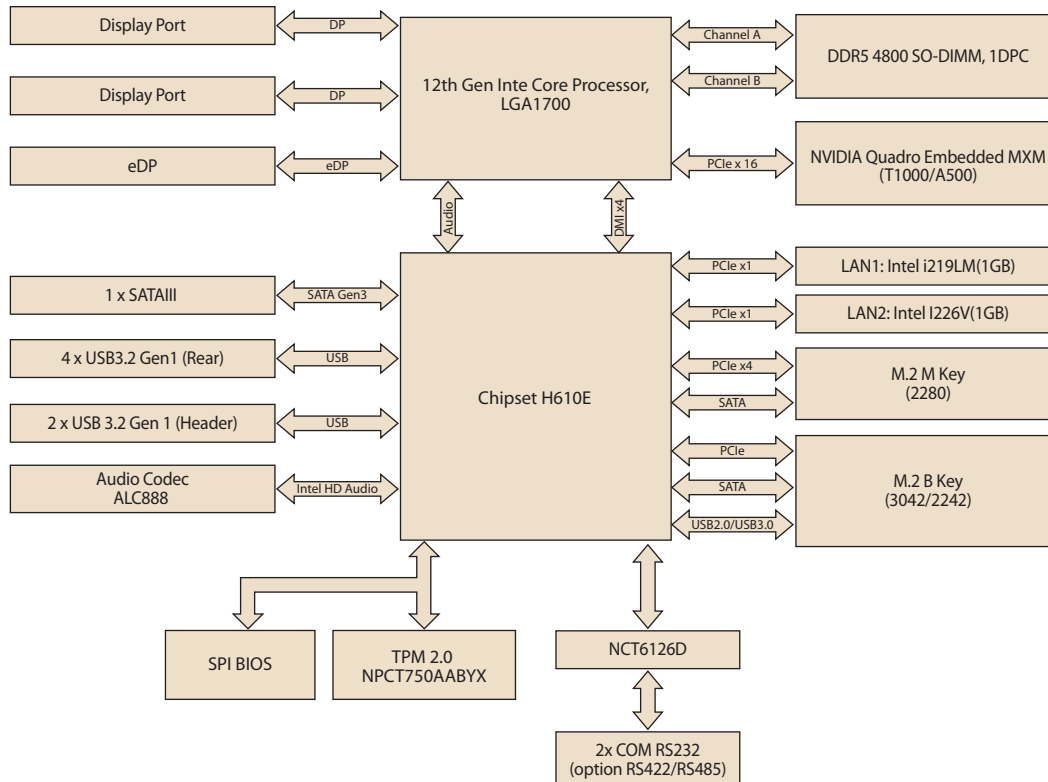 Display Port
DP
Display Port
DP
eDP
eDP
12th Gen Inte Core Processor,
LGA1700
Channel A
Channel B
DDR5 4800 SO-DIMM, 1DPC
PCIe x 16
NVIDIA Quadro Embedded MXM
(T1000/A500)
Audio
DMI x4
1 x SATAIII
SATA Gen3
4 x USB3.2 Gen1 (Rear)
USB
2 x USB 3.2 Gen 1 (Header)
USB
Audio Codec
ALC888
Intel HD Audio
Chipset H610E
PCIe x1
LAN1: Intel i219LM(1GB)
PCIe x1
LAN2: Intel I226V(1GB)
PCIe x4
SATA
M.2 M Key
(2280)
PCIe
SATA
USB2.0/USB3.0
M.2 B Key
(3042/2242)
SPI BIOS
TPM 2.0
NPCT750AABYX
NCT6126D
2x COM RS232
(option RS422/RS485)